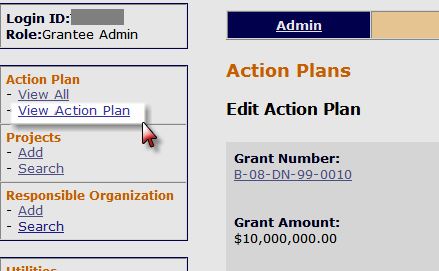 Login ID:
Role:Grantee Admin
Action Plan
- View All
- View Action Plan
Projects
- Add
- Search
Responsible Organization
- Add
- Search
Utilities
Admin
Action Plans
Edit Action Plan
Grant Number:
B-08-DN-99-0010
Grant Amount:
$10,000,000.00